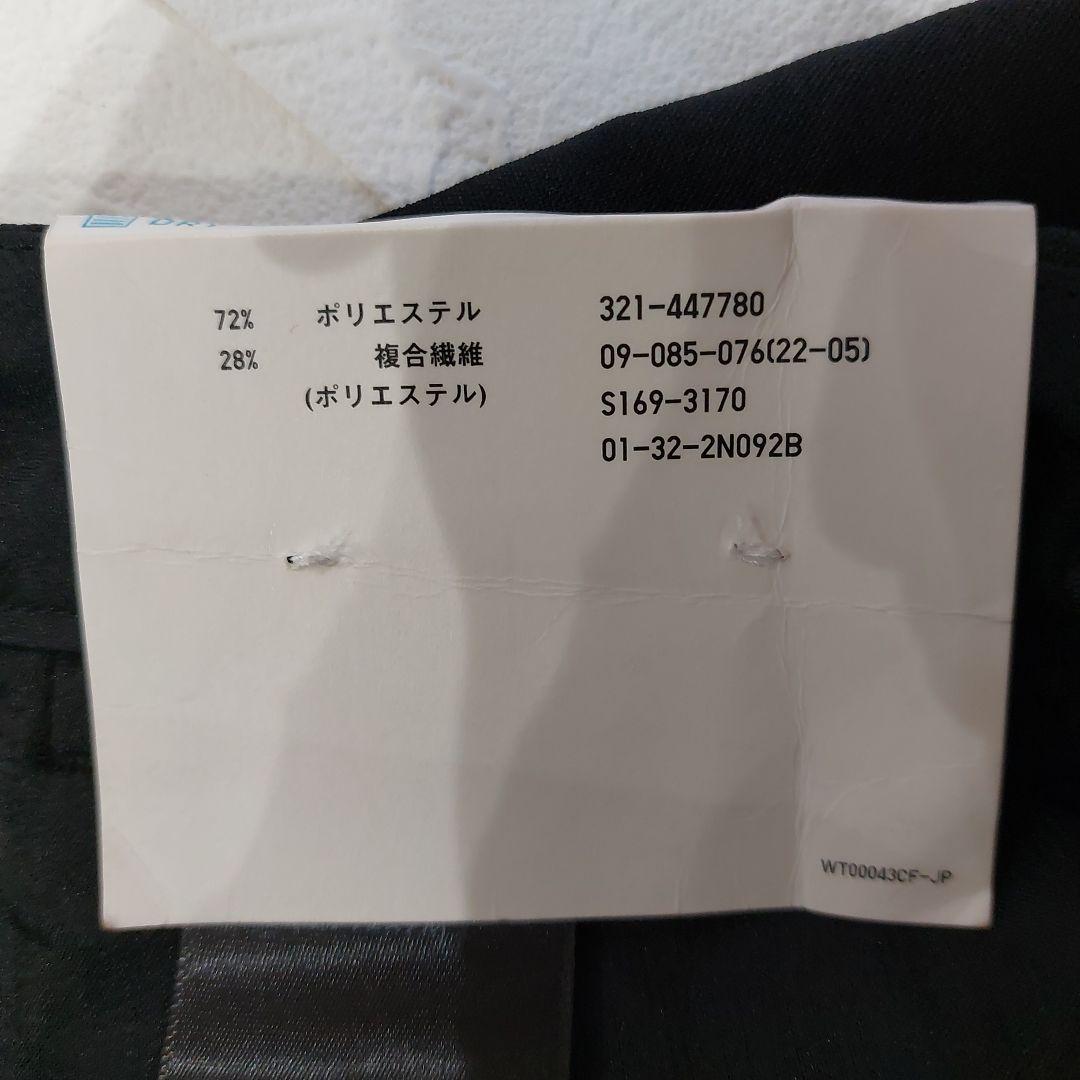 72% ポリエステル
28% 複合繊維
(ポリエステル)
321-447780
09-085-076(22-05)
S169-3170
01-32-2N092B
WT00043CF-JP